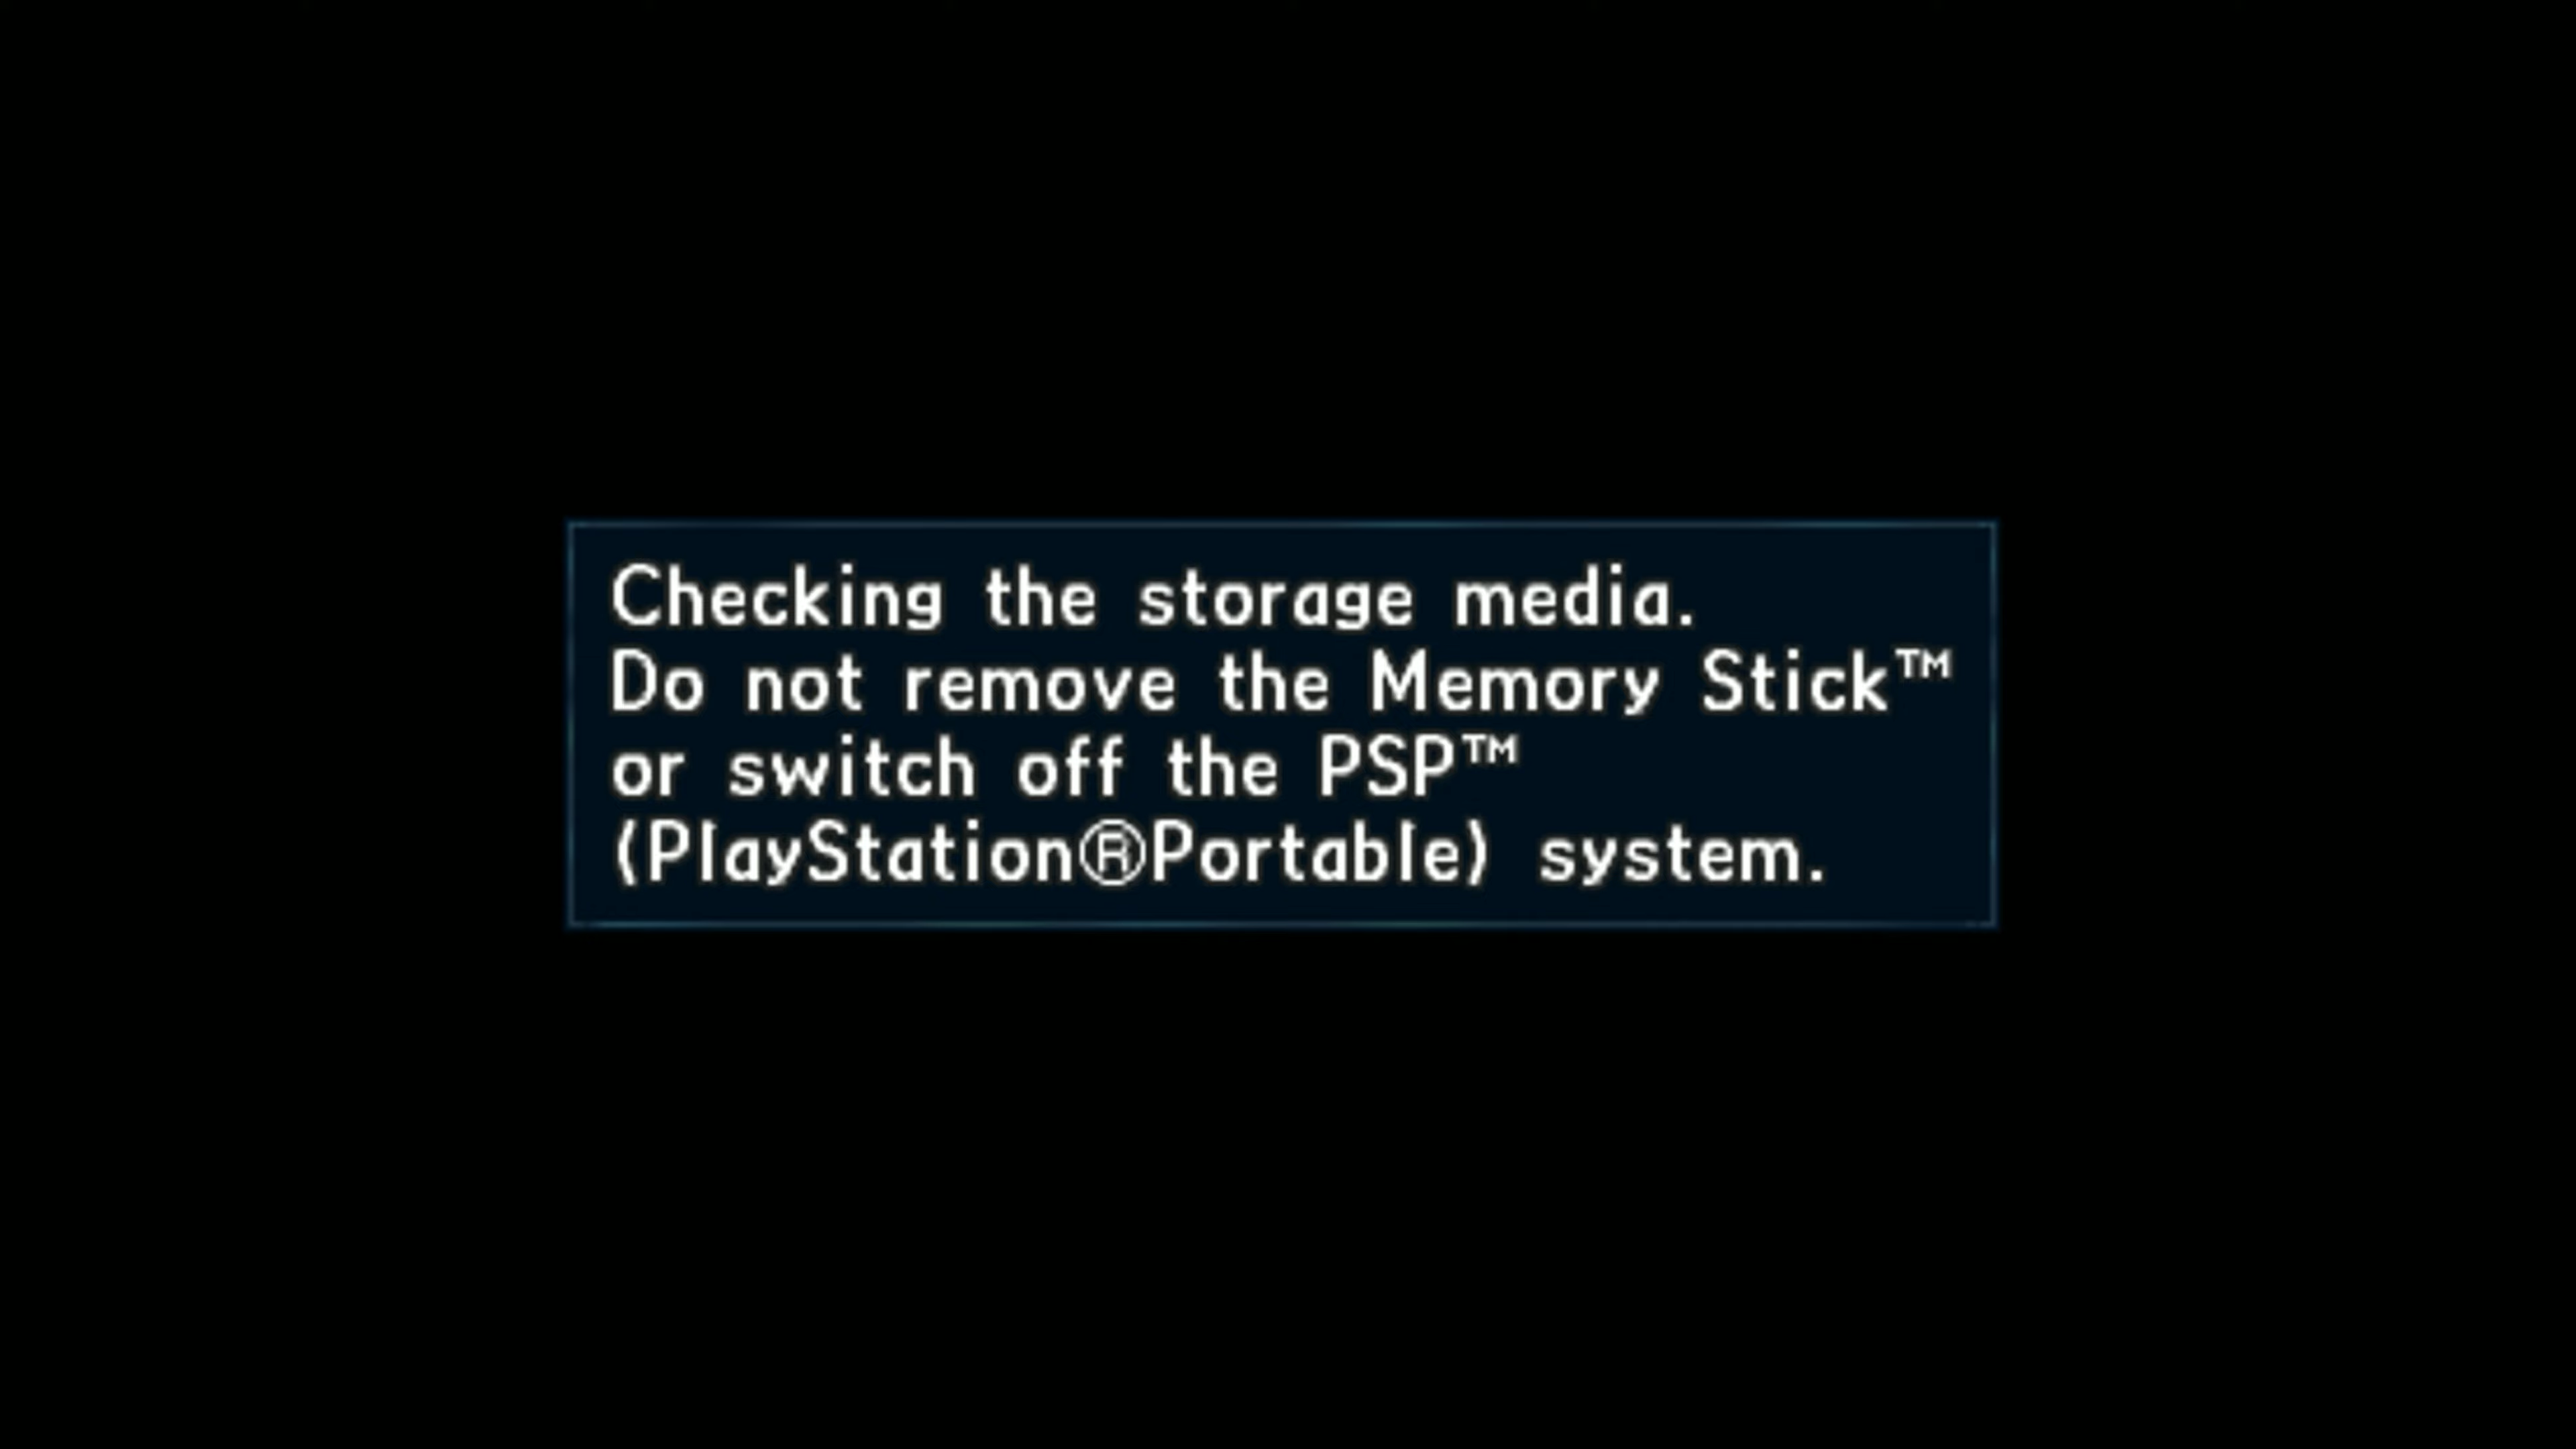 Checking the storage media.
Do not remove the Memory Stick™
or switch off the PSP™
(PlayStation®Portable) system.